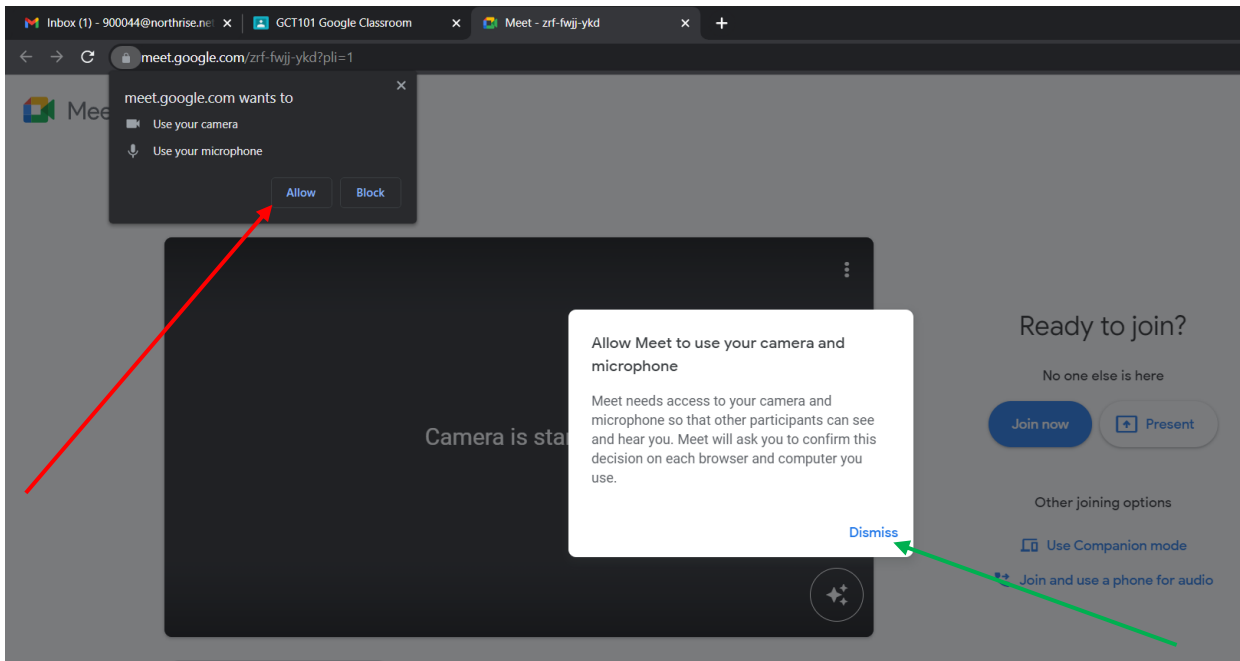 Inbox (1) - 900044@northrise.net
GCT101 Google Classroom
Meet - zrf-fwjj-ykd
meet.google.com/zrf-fwjj-ykd?pli=1
meet.google.com wants to
Use your camera
Use your microphone
Allow
Block
Mee
Camera is star
Allow Meet to use your camera and
microphone
Meet needs access to your camera and
microphone so that other participants can see
and hear you. Meet will ask you to confirm this
decision on each browser and computer you
use.
Dismiss
Ready to join?
No one else is here
Join now
Present
Other joining options
Use Companion mode
Join and use a phone for audio